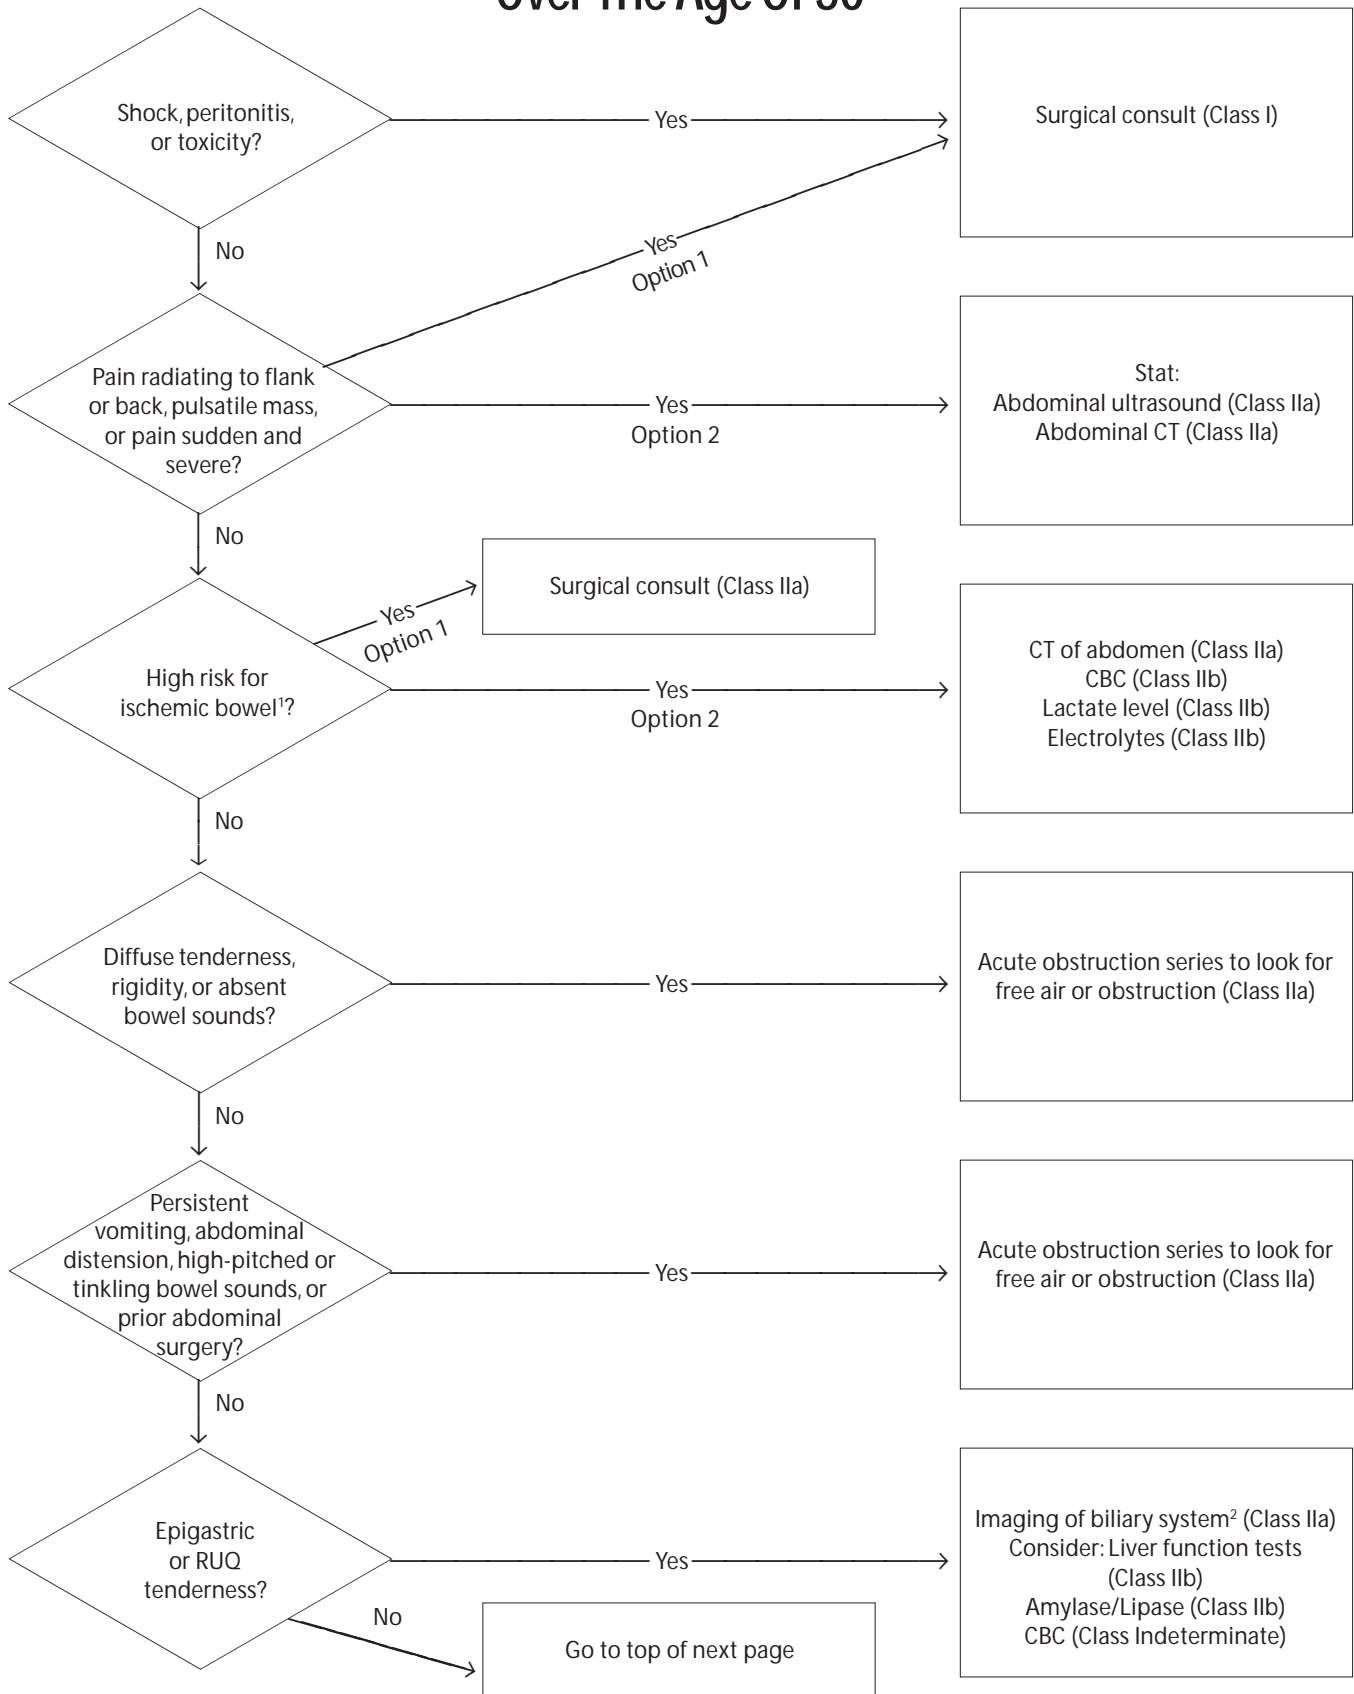 Over The Age Of 50
Shock, peritonitis,
or toxicity?
Yes
Surgical consult (Class I)
No
Yes
Option 1
Pain radiating to flank
or back, pulsatile mass,
or pain sudden and
severe?
Yes
Option 2
Stat:
Abdominal ultrasound (Class IIa)
Abdominal CT (Class IIa)
No
Yes
Option 1
Surgical consult (Class IIa)
High risk for
ischemic bowel¹?
Yes
Option 2
CT of abdomen (Class IIa)
CBC (Class IIb)
Lactate level (Class IIb)
Electrolytes (Class IIb)
No
Diffuse tenderness,
rigidity, or absent
bowel sounds?
Yes
Acute obstruction series to look for
free air or obstruction (Class IIa)
No
Persistent
vomiting, abdominal
distension, high-pitched or
tinkling bowel sounds, or
prior abdominal
surgery?
Yes
Acute obstruction series to look for
free air or obstruction (Class IIa)
No
Epigastric
or RUQ
tenderness?
Yes
Imaging of biliary system² (Class IIa)
Consider: Liver function tests
(Class IIb)
Amylase/Lipase (Class IIb)
CBC (Class Indeterminate)
No
Go to top of next page